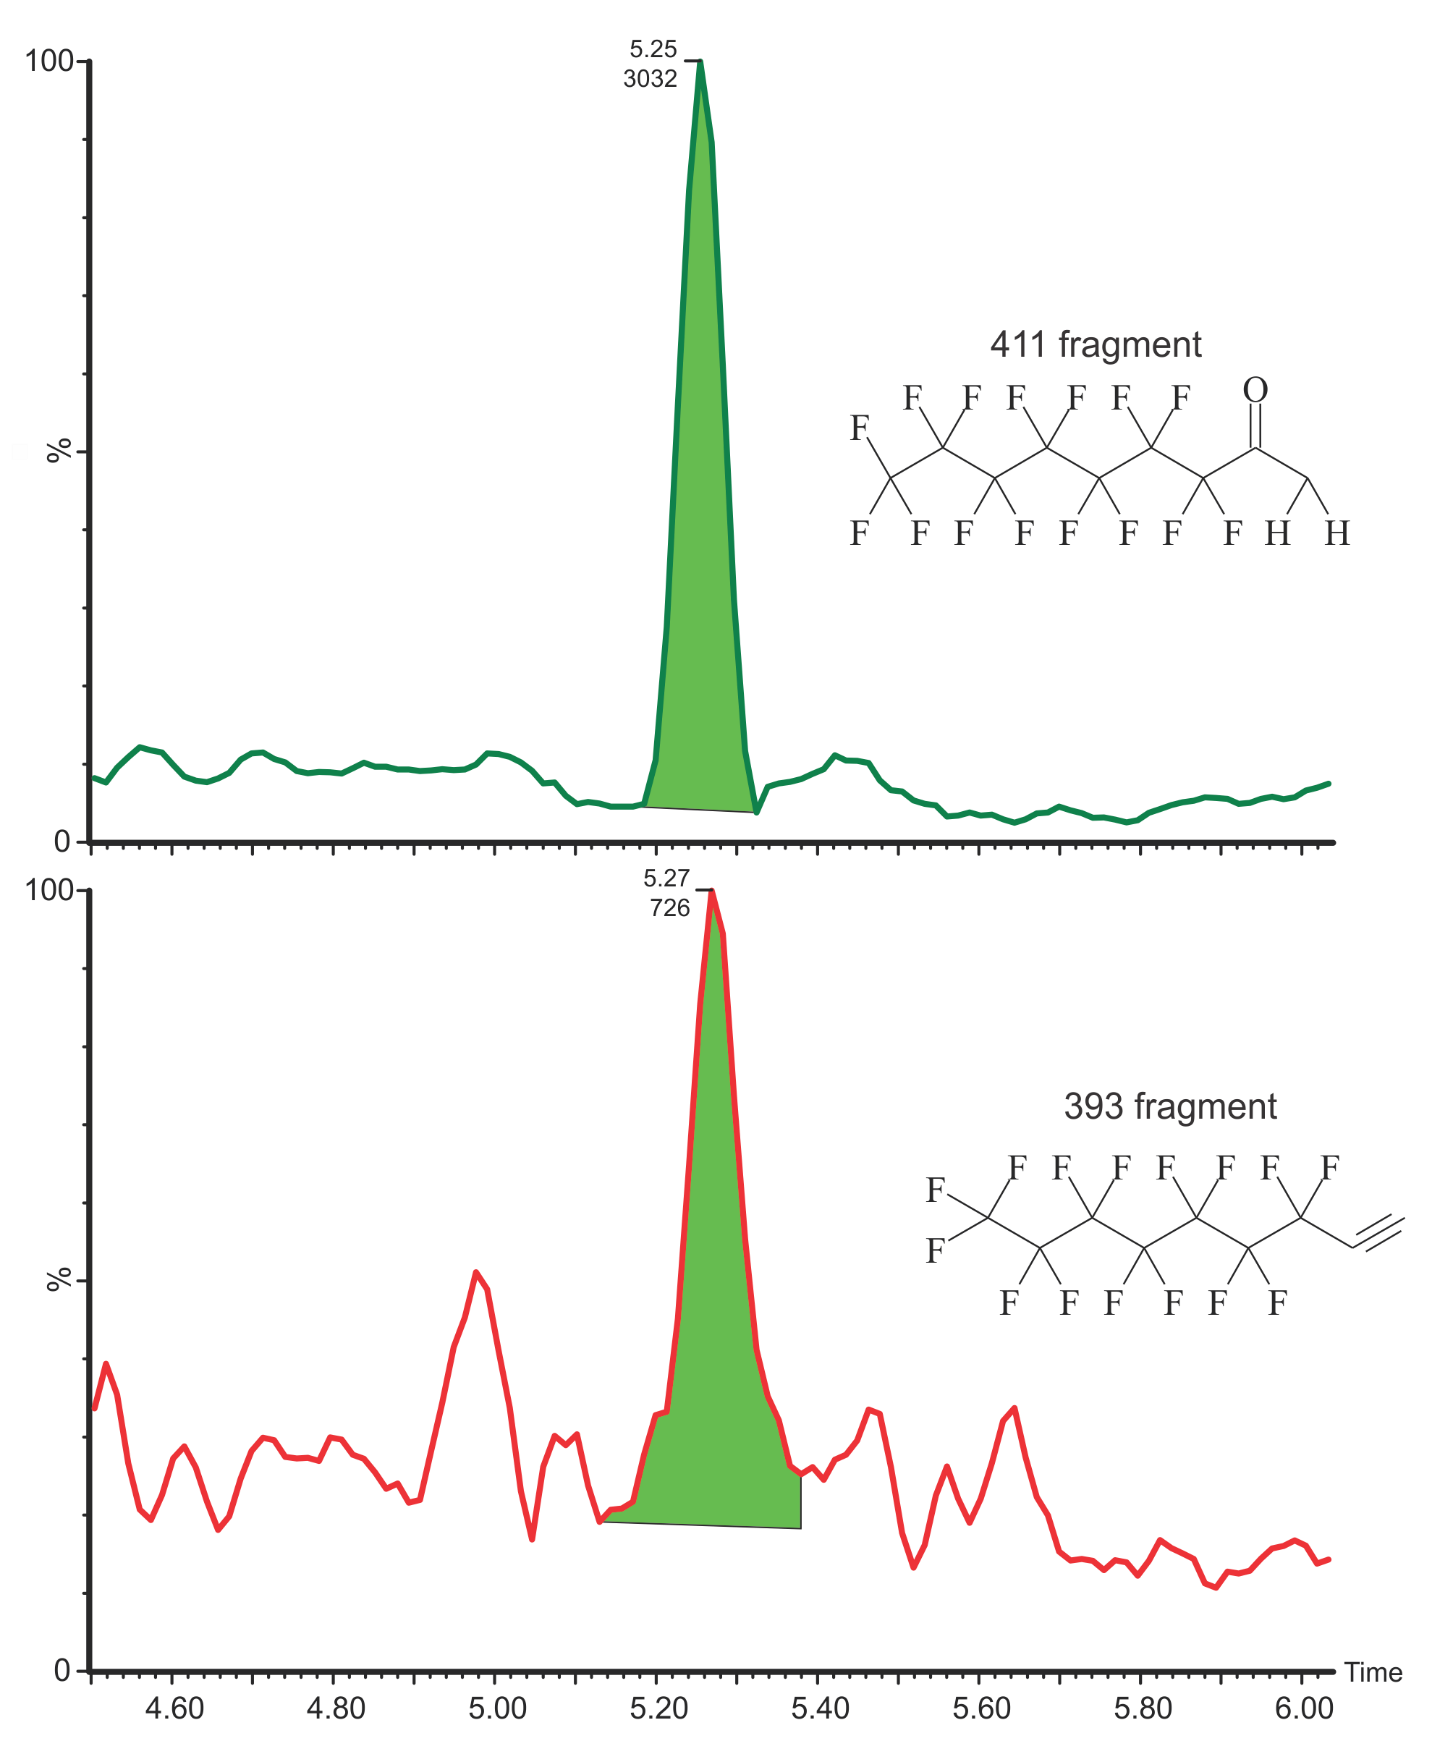 100
5.25
3032
411 fragment
F F F F F F O
F
F F F F F F F F H H
%
0
100
5.27
726
393 fragment
F F F F F F F
F
F
F F F F F F
%
0
Time
4.60 4.80 5.00 5.20 5.40 5.60 5.80 6.00